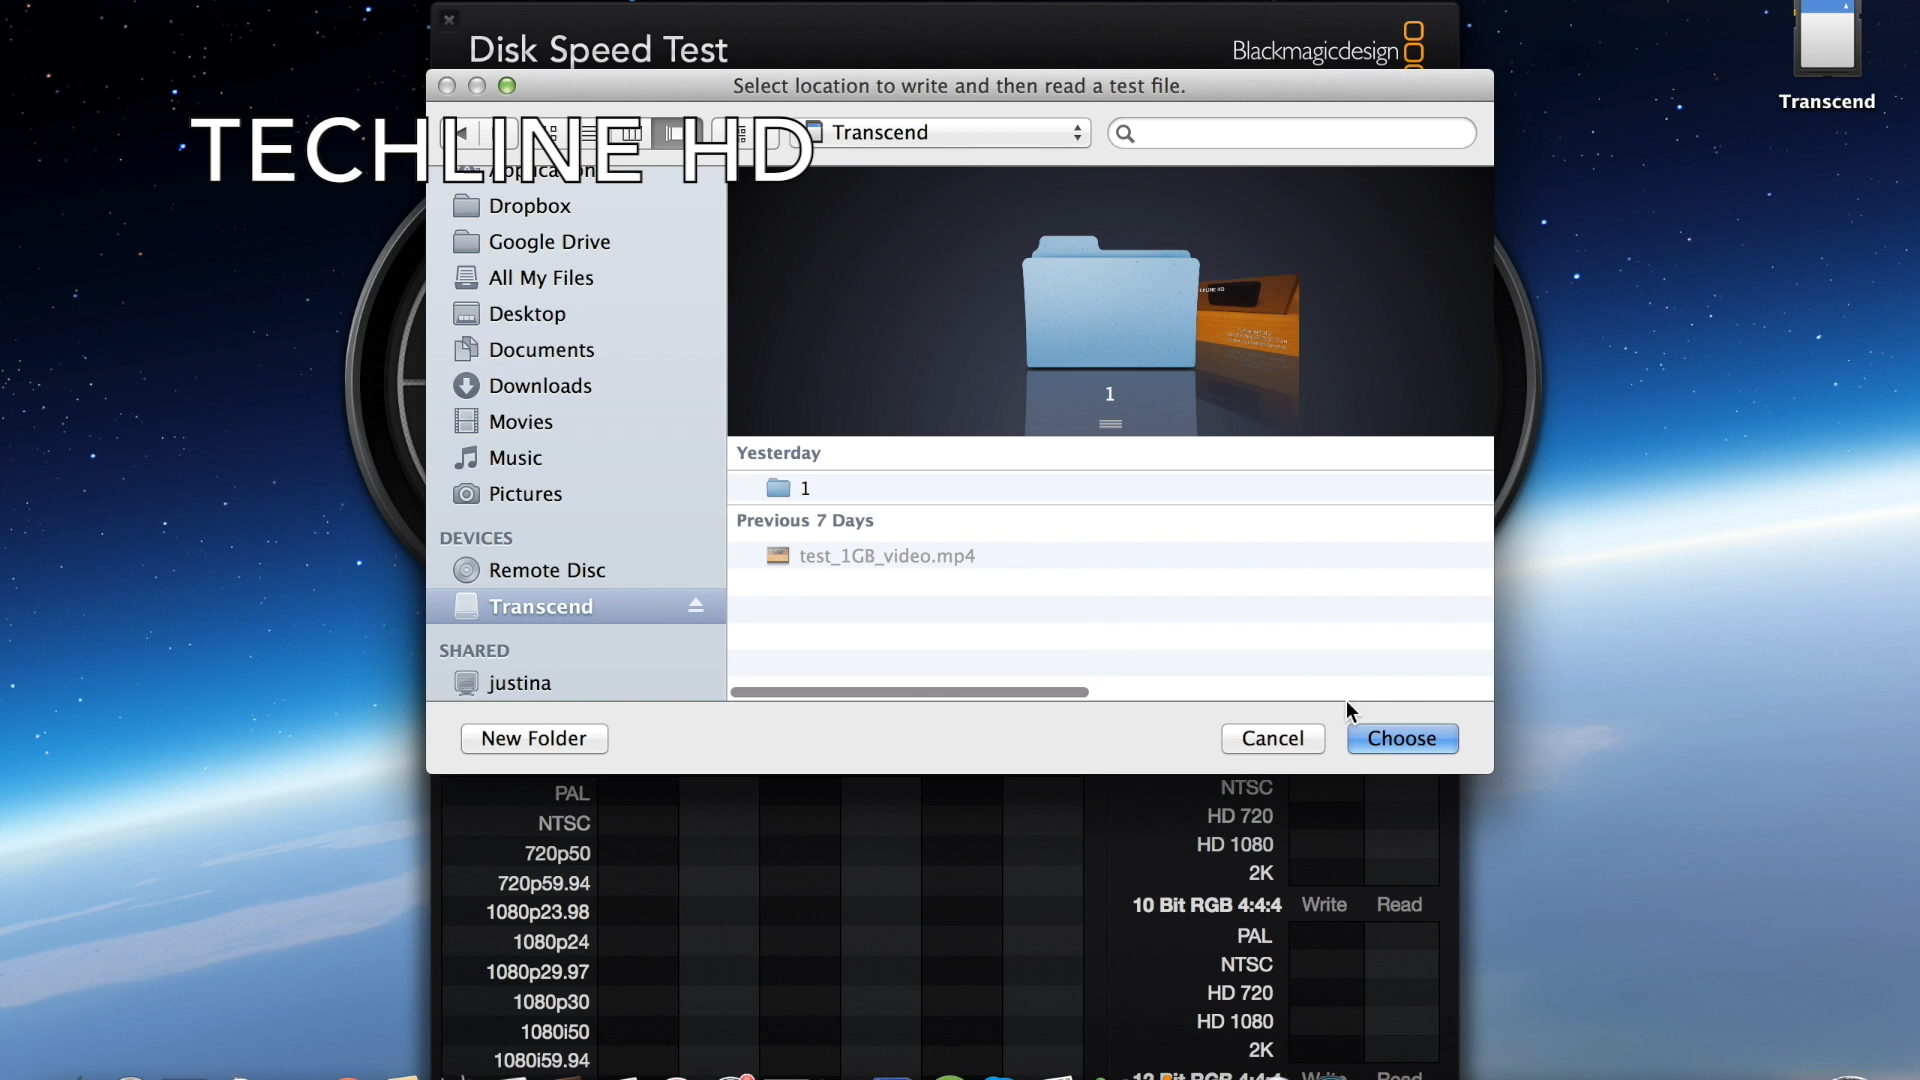 Disk Speed Test
Blackmagicdesign
Select location to write and then read a test file.
Transcend
TECHLINE HD
Transcend
Dropbox
Google Drive
All My Files
Desktop
Documents
Downloads
Movies
Music
Pictures
DEVICES
Remote Disc
Transcend
SHARED
justina
1
Yesterday
1
Previous 7 Days
test_1GB_video.mp4
New Folder
Cancel
Choose
PAL
NTSC
720p50
720p59.94
1080p23.98
1080p24
1080p29.97
1080p30
1080i50
1080i59.94
NTSC
HD 720
HD 1080
2K
10 Bit RGB 4:4:4 Write Read
PAL
NTSC
HD 720
HD 1080
2K